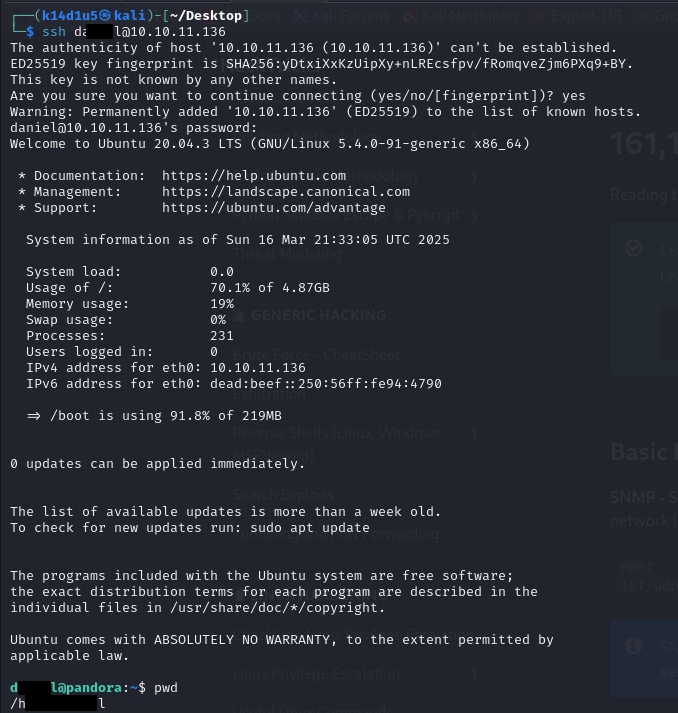 (k14d1u5㉿kali)-[~/Desktop]
$ ssh da l@10.10.11.136
The authenticity of host '10.10.11.136 (10.10.11.136)' can't be established.
ED25519 key fingerprint is SHA256:yDtxiXxKzUipXy+nLREcsfpv/fRomqveZjm6PXq9+BY.
This key is not known by any other names.
Are you sure you want to continue connecting (yes/no/[fingerprint])? yes
Warning: Permanently added '10.10.11.136' (ED25519) to the list of known hosts.
daniel@10.10.11.136's password:
Welcome to Ubuntu 20.04.3 LTS (GNU/Linux 5.4.0-91-generic x86_64)
* Documentation: https://help.ubuntu.com
* Management: https://landscape.canonical.com
* Support: https://ubuntu.com/advantage
System information as of Sun 16 Mar 21:33:05 UTC 2025
System load: 0.0
Usage of /: 70.1% of 4.87GB
Memory usage: 19%
Swap usage: 0%
Processes: 231
Users logged in: 0
IPv4 address for eth0: 10.10.11.136
IPv6 address for eth0: dead:beef::250:56ff:fe94:4790
=> /boot is using 91.8% of 219MB
0 updates can be applied immediately.
The list of available updates is more than a week old.
To check for new updates run: sudo apt update
The programs included with the Ubuntu system are free software;
the exact distribution terms for each program are described in the
individual files in /usr/share/doc/*/copyright.
Ubuntu comes with ABSOLUTELY NO WARRANTY, to the extent permitted by
applicable law.
d l@pandora:~$ pwd
/h l